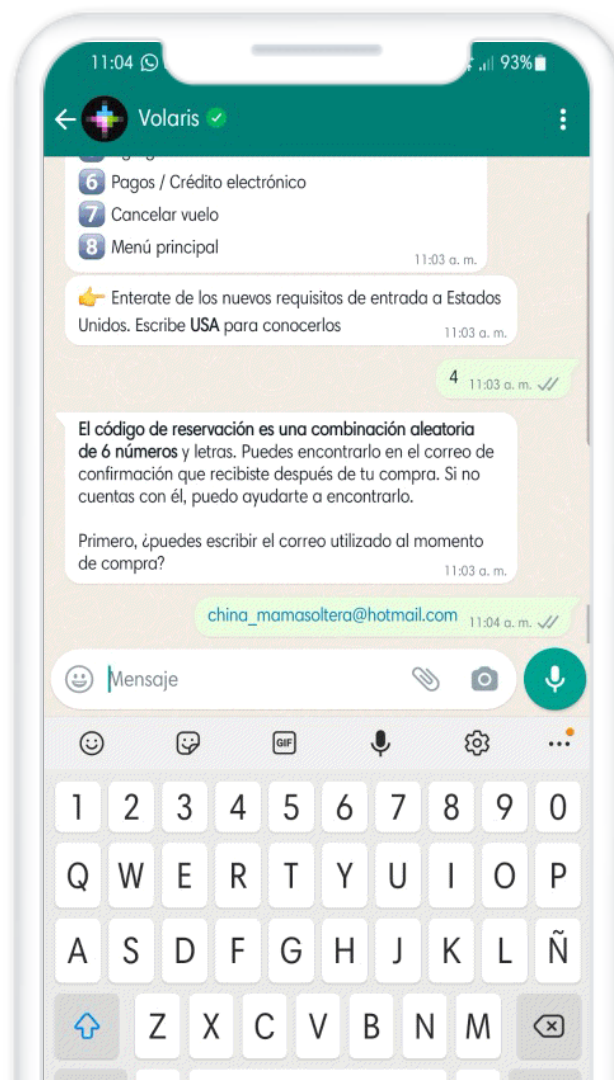 11:04 93%
Volaris
6 Pagos / Crédito electrónico
7 Cancelar vuelo
8 Menú principal
11:03 a. m.
Enterate de los nuevos requisitos de entrada a Estados
Unidos. Escribe USA para conocerlos
11:03 a. m.
4 11:03 a. m.
El código de reservación es una combinación aleatoria
de 6 números y letras. Puedes encontrarlo en el correo de
confirmación que recibiste después de tu compra. Si no
cuentas con él, puedo ayudarte a encontrarlo.
Primero, ¿puedes escribir el correo utilizado al momento
de compra?
11:03 a. m.
china_mamasoltera@hotmail.com 11:04 a. m.
Mensaje
GIF
1 2 3 4 5 6 7 8 9 0
Q W E R T Y U I O P
A S D F G H J K L Ñ
Z X C V B N M